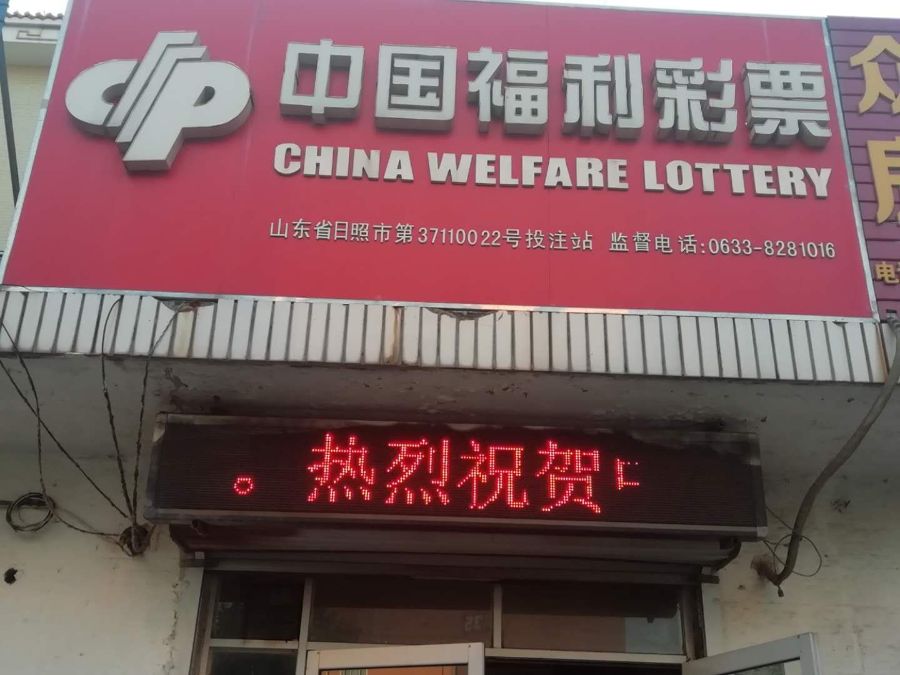 中国福利彩票
CHINA WELFARE LOTTERY
山东省日照市第37110022号投注站 监督电话:0633-8281016
。热烈祝贺
众